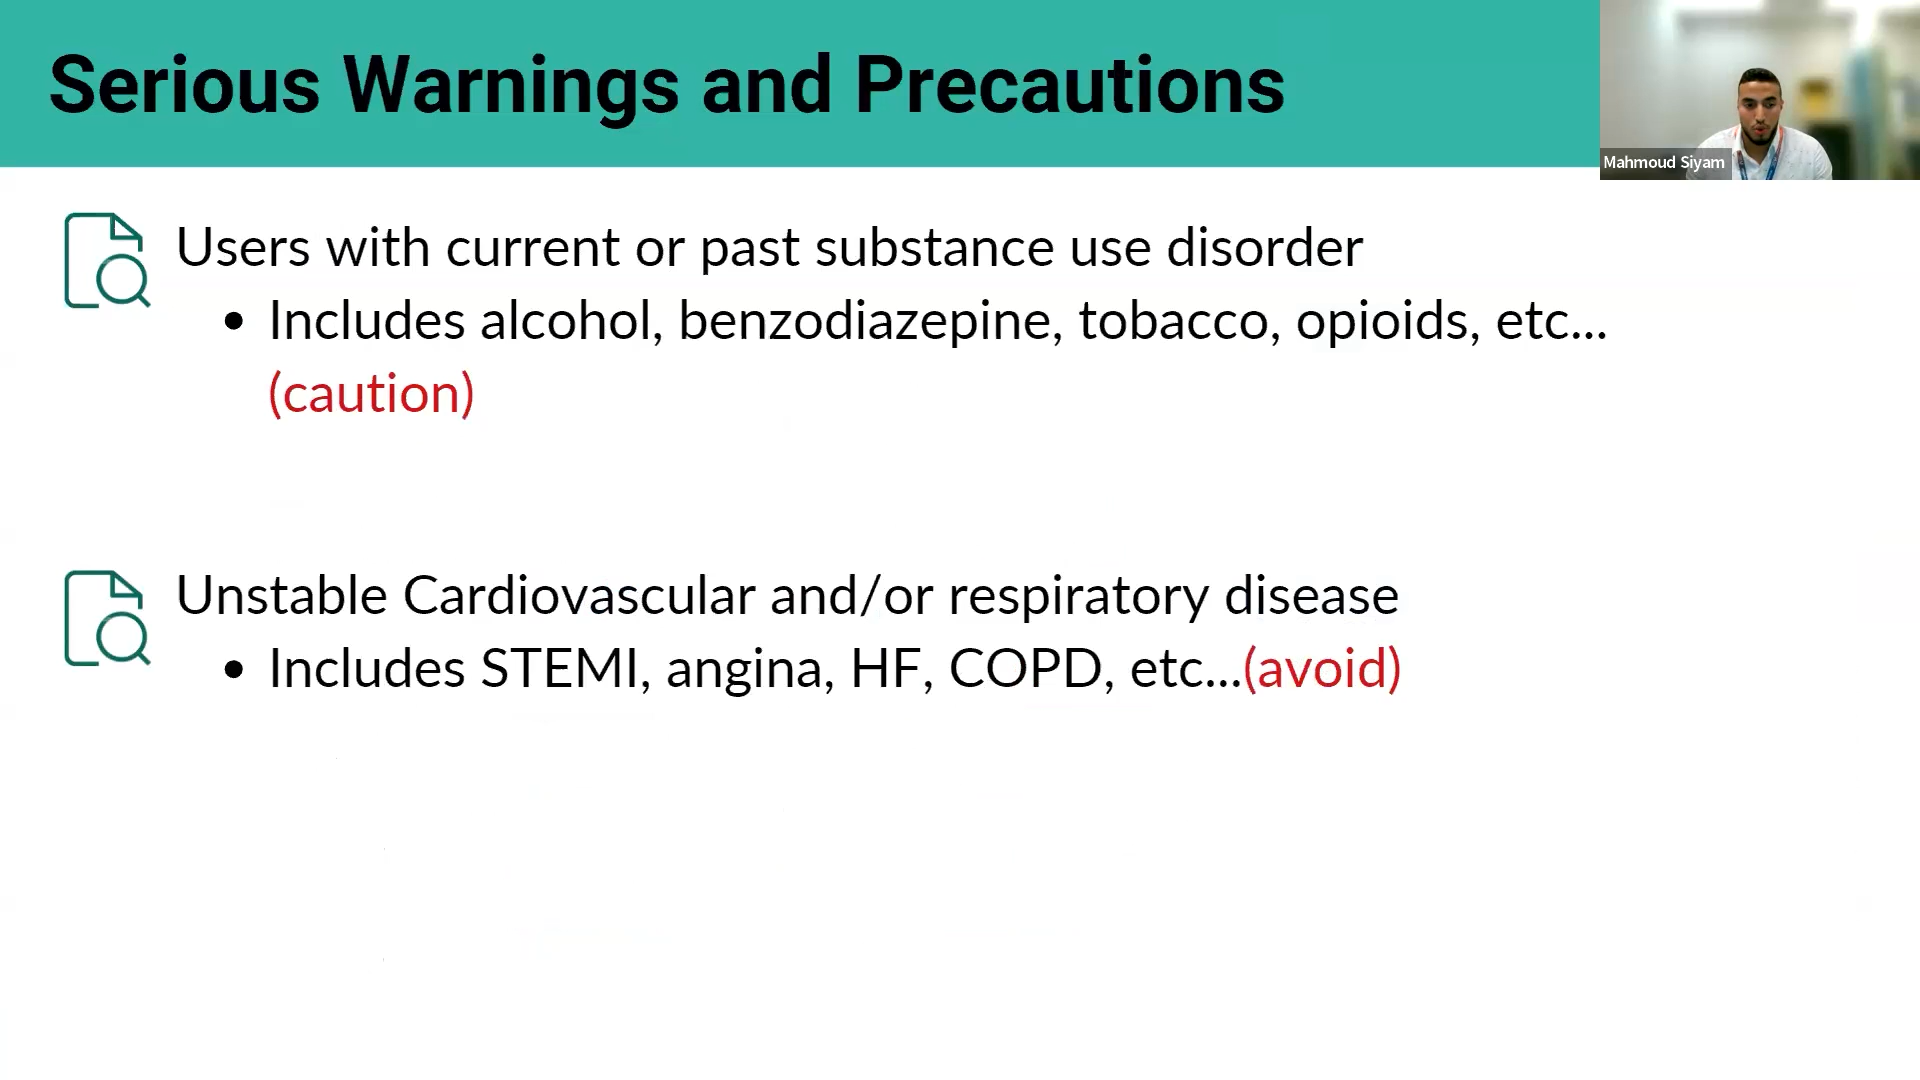 Serious Warnings and Precautions
Mahmoud Siyam
Users with current or past substance use disorder
• Includes alcohol, benzodiazepine, tobacco, opioids, etc...
(caution)
Unstable Cardiovascular and/or respiratory disease
• Includes STEMI, angina, HF, COPD, etc...(avoid)